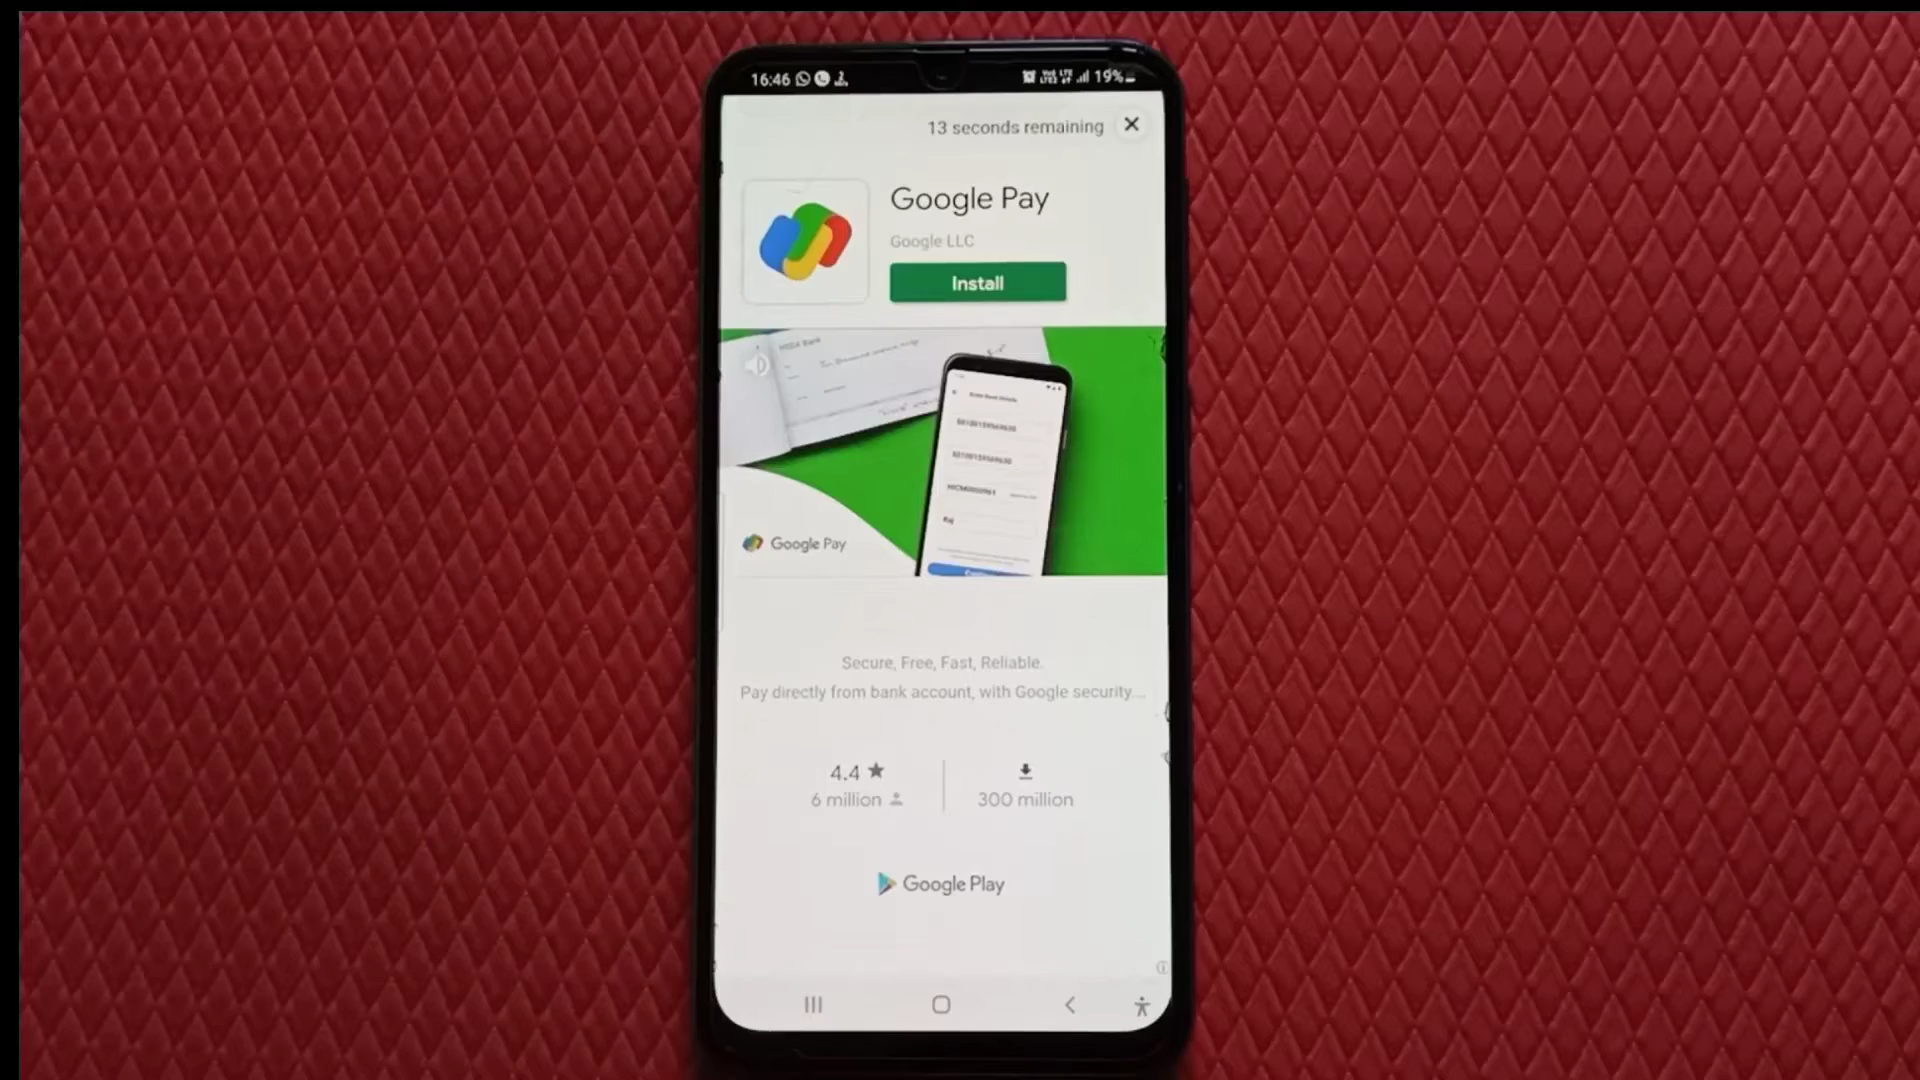 16:46 19%
13 seconds remaining
Google Pay
Google LLC
Install
Bank
Google Pay
Secure, Free, Fast, Reliable.
Pay directly from bank account, with Google security...
4.4
6 million
300 million
Google Play